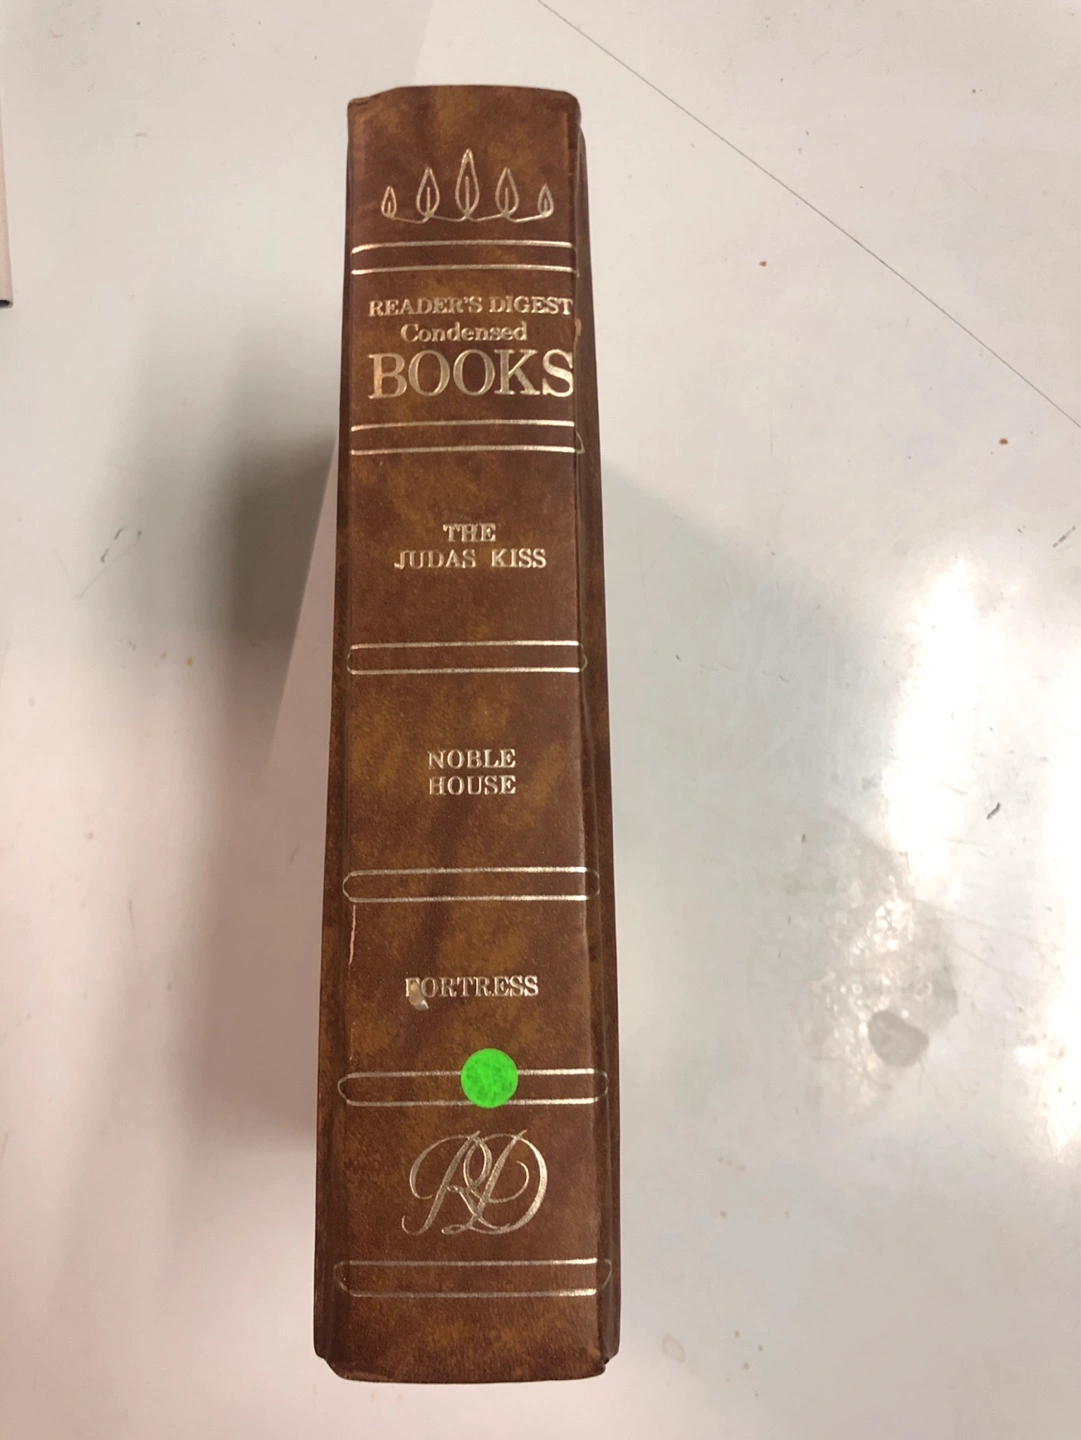 READER'S DIGEST
Condensed
BOOKS
THE
JUDAS KISS
NOBLE
HOUSE
FORTRESS
RD